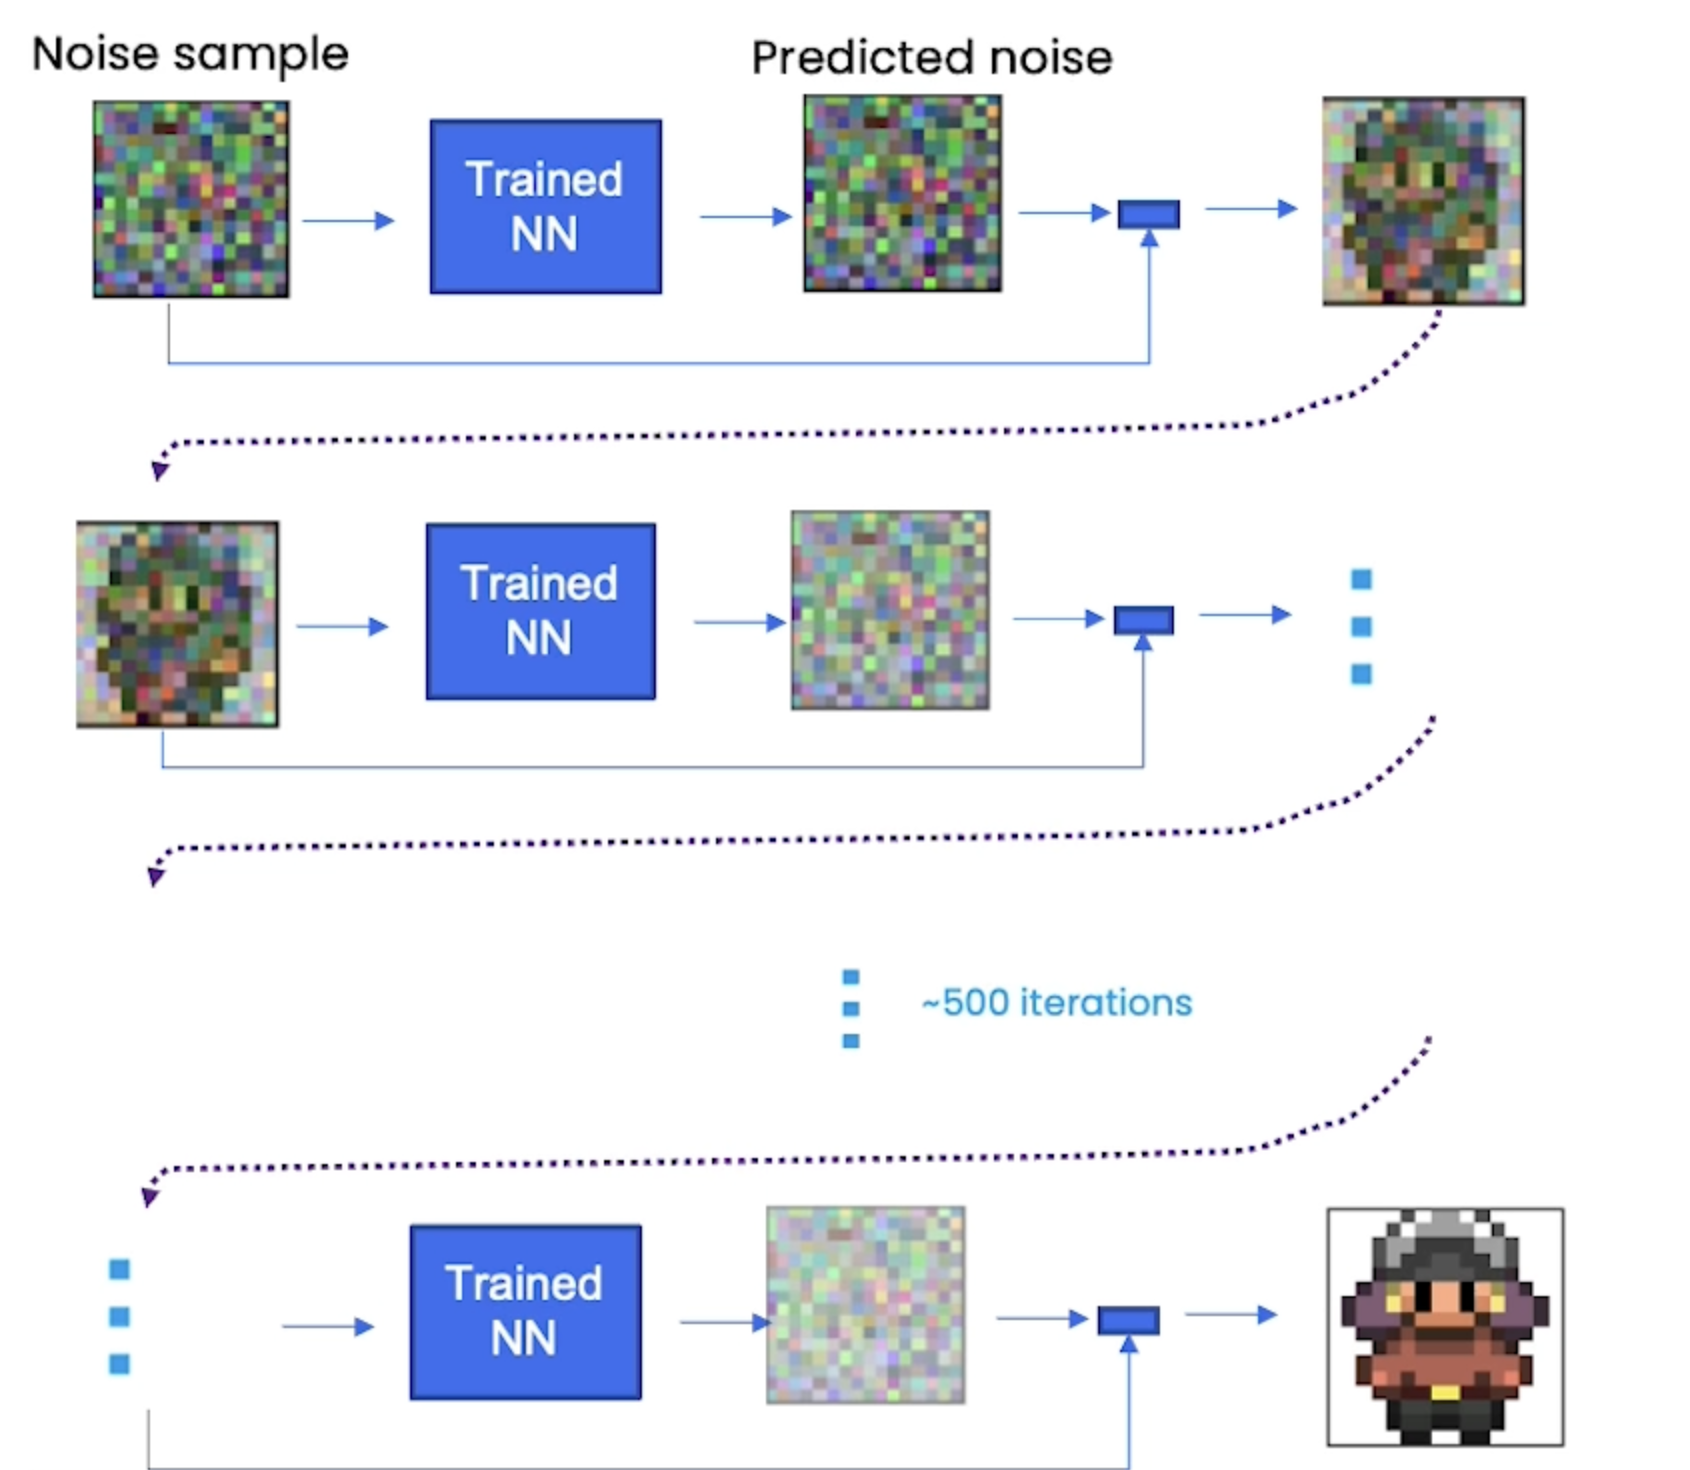 Noise sample
Predicted noise
Trained
NN
Trained
NN
~500 iterations
Trained
NN